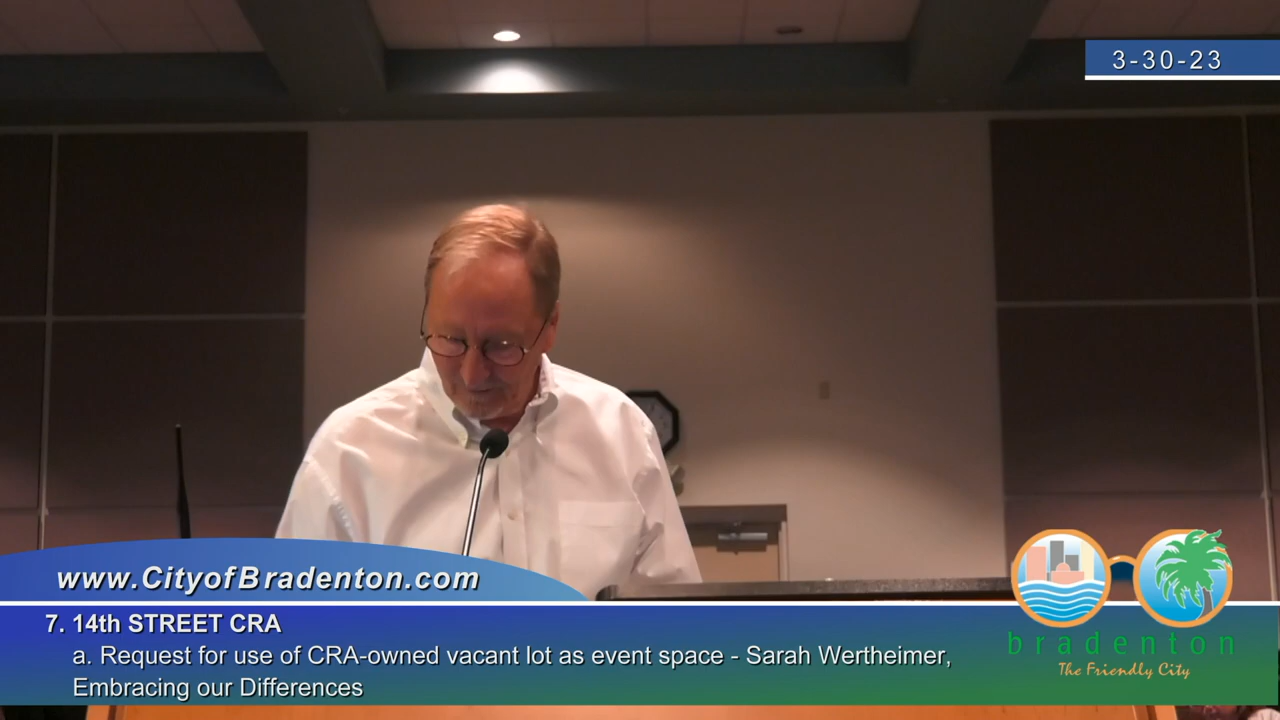 3-30-23
www.CityofBradenton.com
7. 14th STREET CRA
a. Request for use of CRA-owned vacant lot as event space - Sarah Wertheimer,
Embracing our Differences
bradenton
The Friendly City